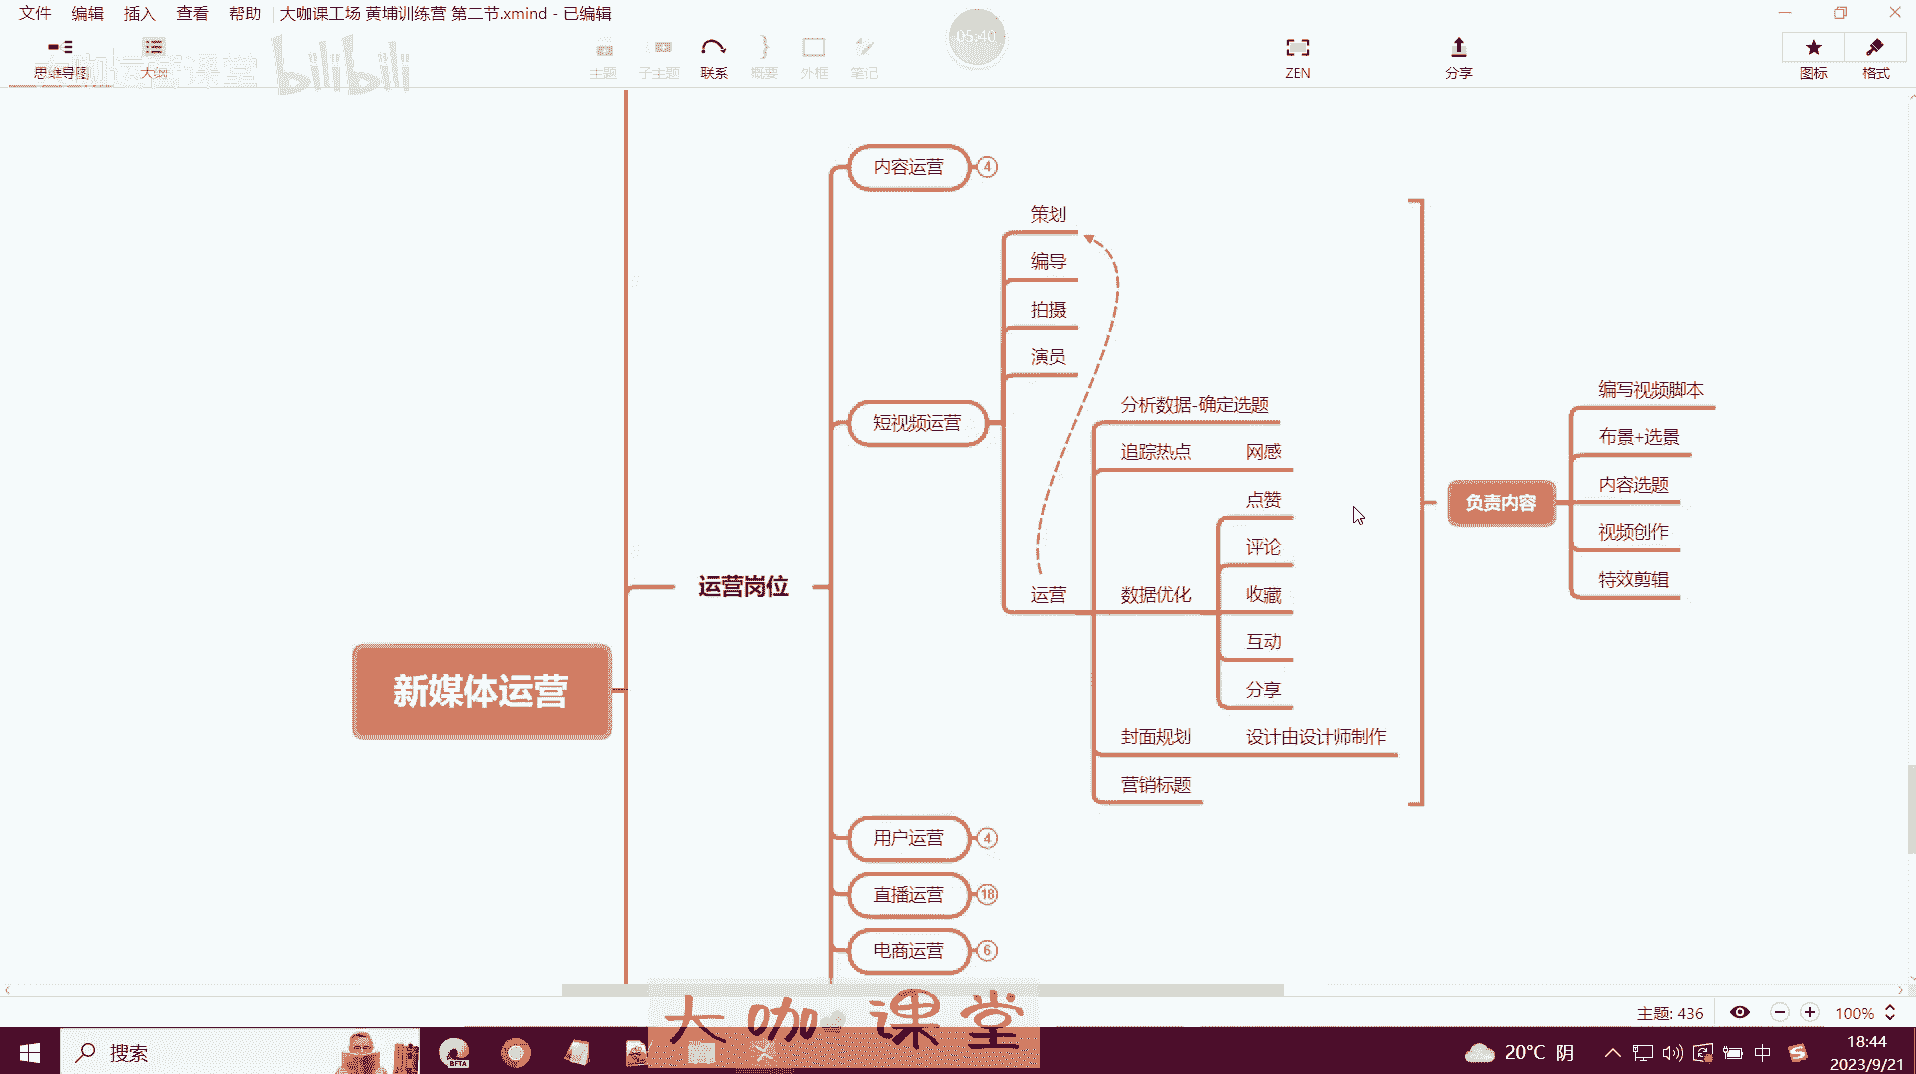 文件 编辑 插入 查看 帮助 大咖课工场 黄埔训练营 第二节.xmind - 已编辑
05:40
思维导图 大纲 主题 子主题 联系 概要 外框 笔记 ZEN 分享 图标 格式
大咖运营课堂 bilibili
内容运营 4
策划
编导
拍摄
演员
分析数据-确定选题
编写视频脚本
短视频运营
布景+选景
追踪热点 网感
内容选题
点赞
负责内容
视频创作
评论
特效剪辑
运营岗位
运营 数据优化 收藏
互动
新媒体运营
分享
封面规划 设计由设计师制作
营销标题
用户运营 4
直播运营 18
电商运营 6
主题: 436 100%
大咖课堂
搜索
BETA
20°C 阴
中
18:44
2023/9/21